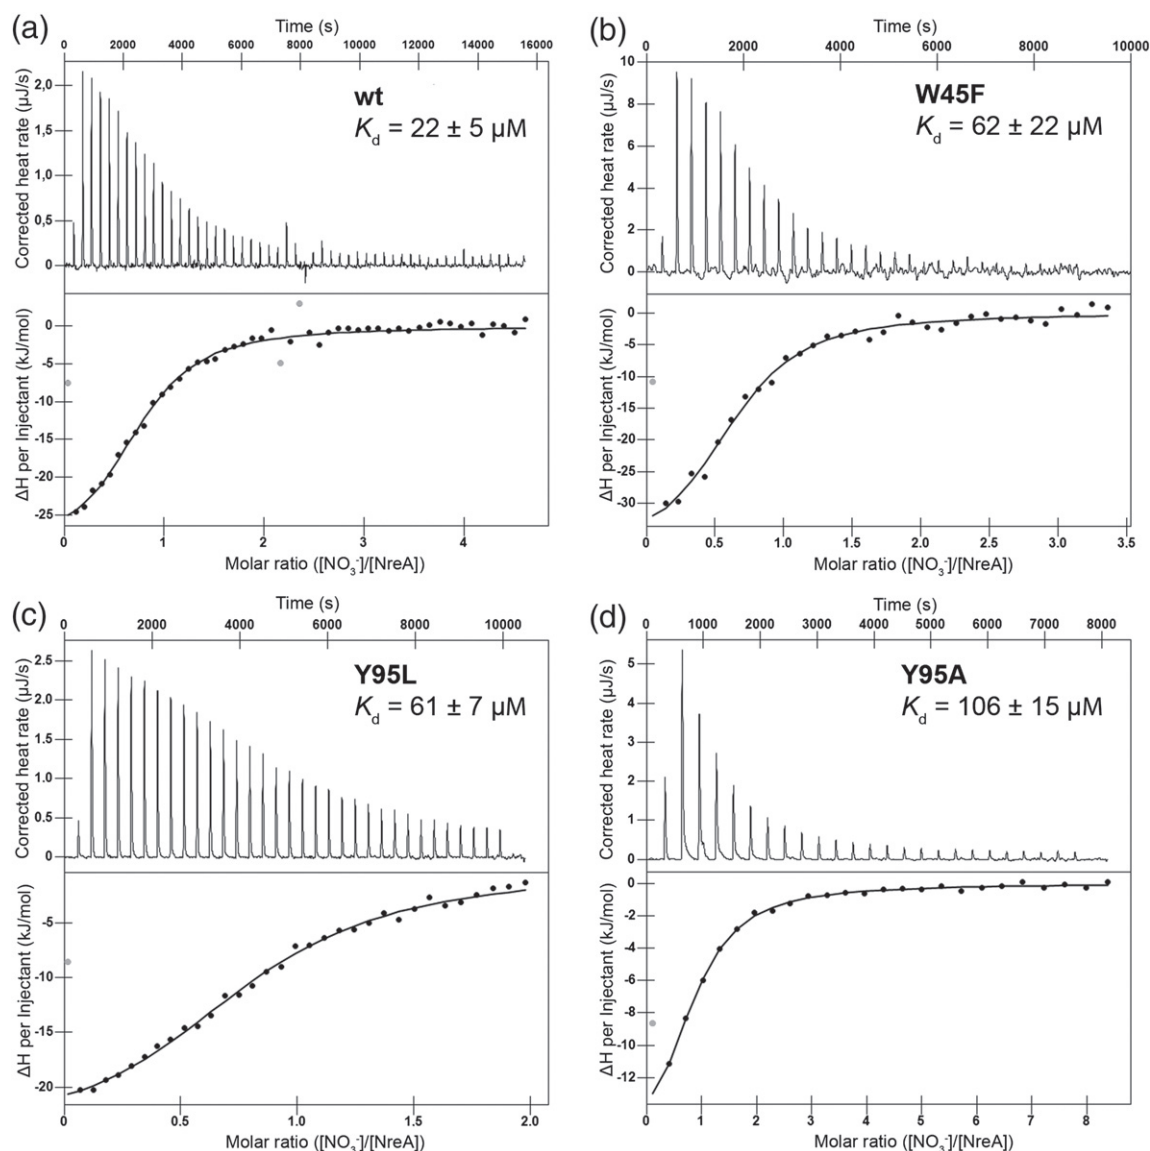 (a)
Time (s)
0 2000 4000 6000 8000 10000 12000 14000 16000
Corrected heat rate (µJ/s)
2,0
1,5
1,0
0,5
0
wt
Kd = 22 ± 5 µM
ΔH per Injectant (kJ/mol)
0
-5
-10
-15
-20
-25
0 1 2 3 4
Molar ratio ([NO3-]/[NreA])
(b)
Time (s)
0 2000 4000 6000 8000 10000
Corrected heat rate (µJ/s)
10
8
6
4
2
0
W45F
Kd = 62 ± 22 µM
ΔH per Injectant (kJ/mol)
0
-5
-10
-15
-20
-25
-30
0 0.5 1.0 1.5 2.0 2.5 3.0 3.5
Molar ratio ([NO3-]/[NreA])
(c)
Time (s)
0 2000 4000 6000 8000 10000
Corrected heat rate (µJ/s)
2.5
2.0
1.5
1.0
0.5
0
Y95L
Kd = 61 ± 7 µM
ΔH per Injectant (kJ/mol)
-5
-10
-15
-20
0 0.5 1.0 1.5 2.0
Molar ratio ([NO3-]/[NreA])
(d)
Time (s)
0 1000 2000 3000 4000 5000 6000 7000 8000
Corrected heat rate (µJ/s)
5
4
3
2
1
0
Y95A
Kd = 106 ± 15 µM
ΔH per Injectant (kJ/mol)
0
-2
-4
-6
-8
-10
-12
0 1 2 3 4 5 6 7 8
Molar ratio ([NO3-]/[NreA])